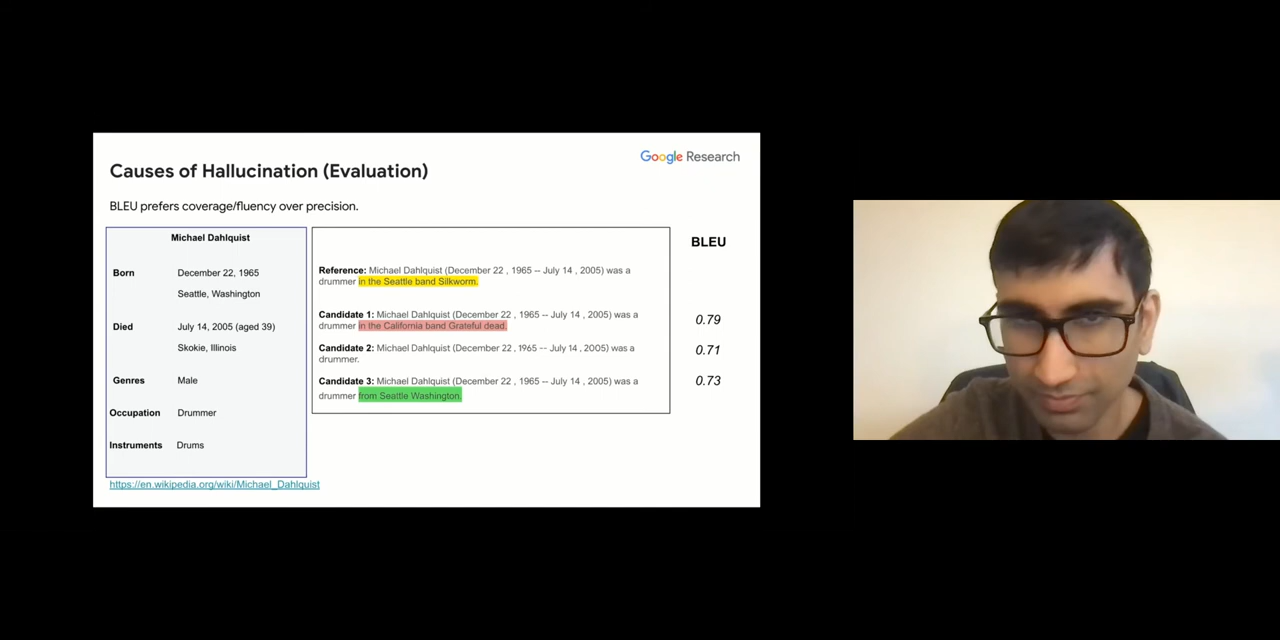 Google Research
Causes of Hallucination (Evaluation)
BLEU prefers coverage/fluency over precision.
Michael Dahlquist
Born December 22, 1965
Seattle, Washington
Died July 14, 2005 (aged 39)
Skokie, Illinois
Genres Male
Occupation Drummer
Instruments Drums
https://en.wikipedia.org/wiki/Michael_Dahlquist
Reference: Michael Dahlquist (December 22 , 1965 -- July 14 , 2005) was a
drummer in the Seattle band Silkworm.
Candidate 1: Michael Dahlquist (December 22 , 1965 -- July 14 , 2005) was a
drummer in the California band Grateful dead.
Candidate 2: Michael Dahlquist (December 22 , 1965 -- July 14 , 2005) was a
drummer.
Candidate 3: Michael Dahlquist (December 22 , 1965 -- July 14 , 2005) was a
drummer from Seattle Washington.
BLEU
0.79
0.71
0.73